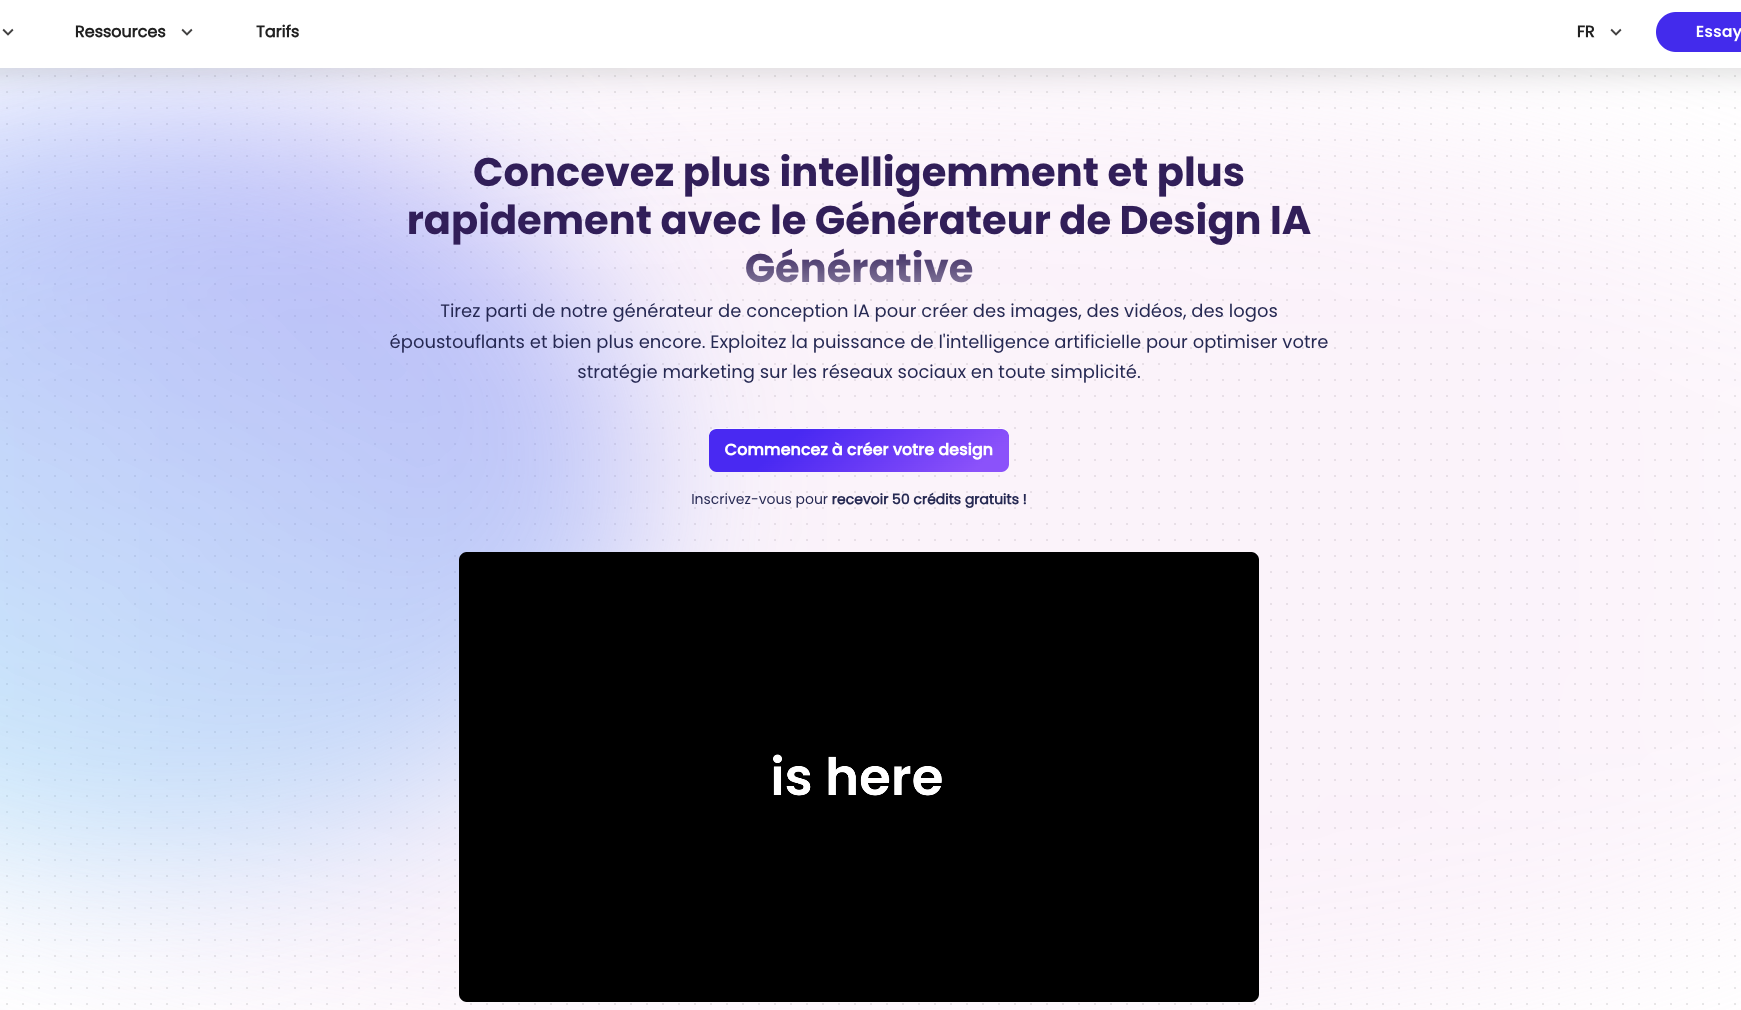 Ressources
Tarifs
FR
Essay
Concevez plus intelligemment et plus
rapidement avec le Générateur de Design IA
Générative
Tirez parti de notre générateur de conception IA pour créer des images, des vidéos, des logos
époustouflants et bien plus encore. Exploitez la puissance de l'intelligence artificielle pour optimiser votre
stratégie marketing sur les réseaux sociaux en toute simplicité.
Commencez à créer votre design
Inscrivez-vous pour recevoir 50 crédits gratuits !
is here